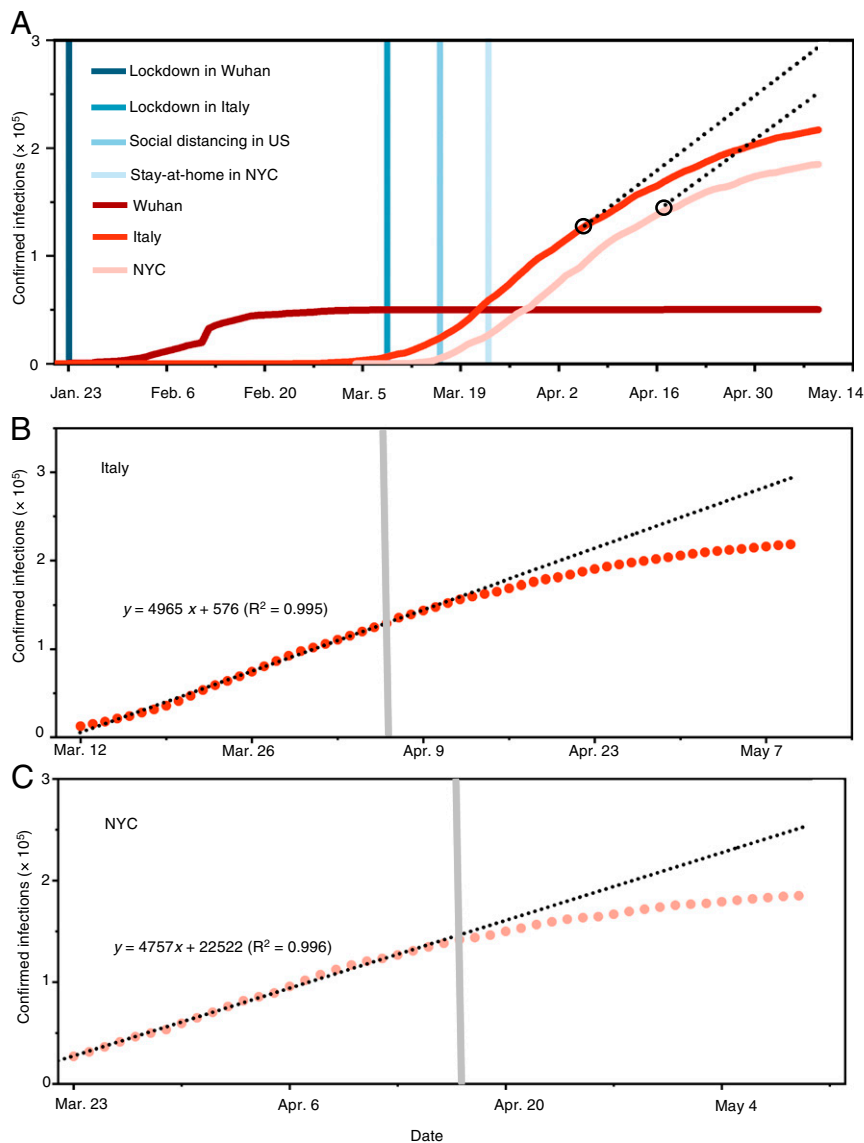 A
Confirmed infections (× 10⁵)
3
2
1
0
Lockdown in Wuhan
Lockdown in Italy
Social distancing in US
Stay-at-home in NYC
Wuhan
Italy
NYC
Jan. 23 Feb. 6 Feb. 20 Mar. 5 Mar. 19 Apr. 2 Apr. 16 Apr. 30 May. 14
B
Confirmed infections (× 10⁵)
3
2
1
0
Italy
y = 4965 x + 576 (R² = 0.995)
Mar. 12 Mar. 26 Apr. 9 Apr. 23 May 7
C
Confirmed infections (× 10⁵)
3
2
1
0
NYC
y = 4757x + 22522 (R² = 0.996)
Mar. 23 Apr. 6 Apr. 20 May 4
Date